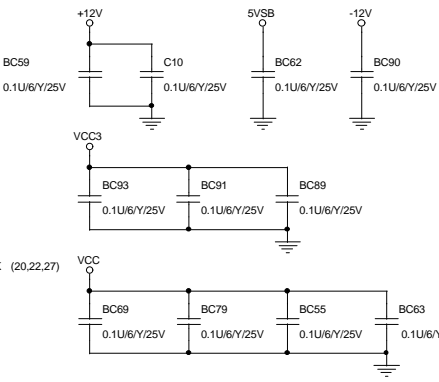 +12V 5VSB -12V
BC59 C10 BC62 BC90
0.1U/6/Y/25V 0.1U/6/Y/25V 0.1U/6/Y/25V 0.1U/6/Y/25V
VCC3
BC93 BC91 BC89
0.1U/6/Y/25V 0.1U/6/Y/25V 0.1U/6/Y/25V
(20,22,27) VCC
BC69 BC79 BC55 BC63
0.1U/6/Y/25V 0.1U/6/Y/25V 0.1U/6/Y/25V 0.1U/6/Y